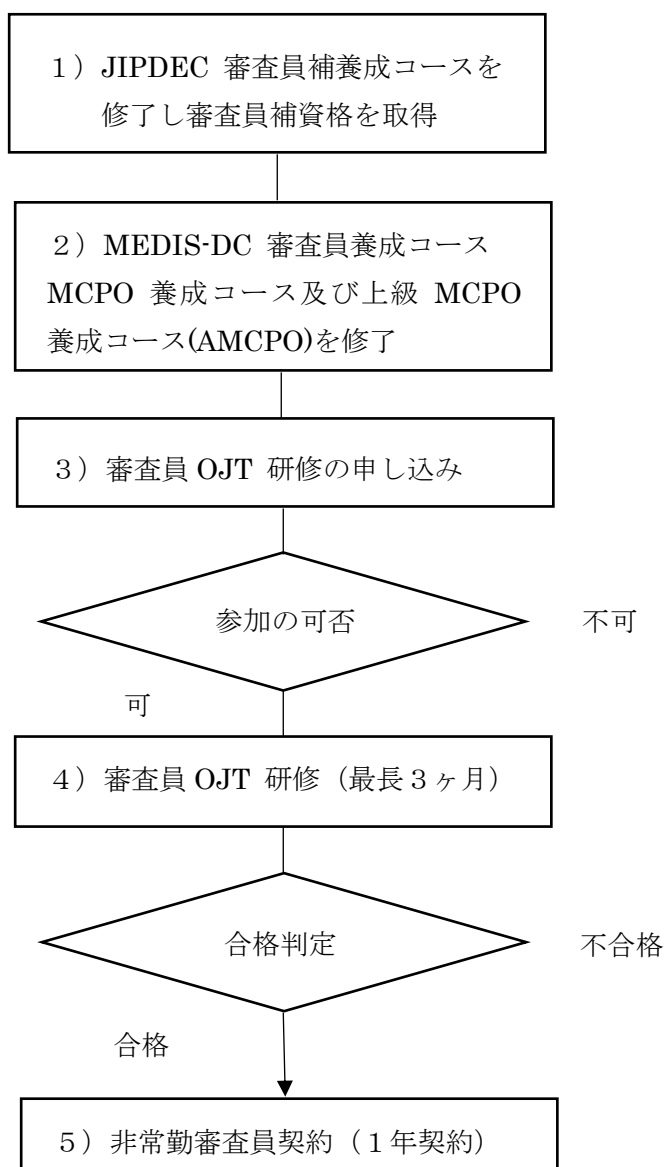 １）JIPDEC 審査員補養成コースを
修了し審査員補資格を取得
２）MEDIS-DC 審査員養成コース
MCPO 養成コース及び上級 MCPO
養成コース(AMCPO)を修了
３）審査員 OJT 研修の申し込み
参加の可否
不可
可
４）審査員 OJT 研修（最長３ヶ月）
合格判定
不合格
合格
５）非常勤審査員契約（１年契約）